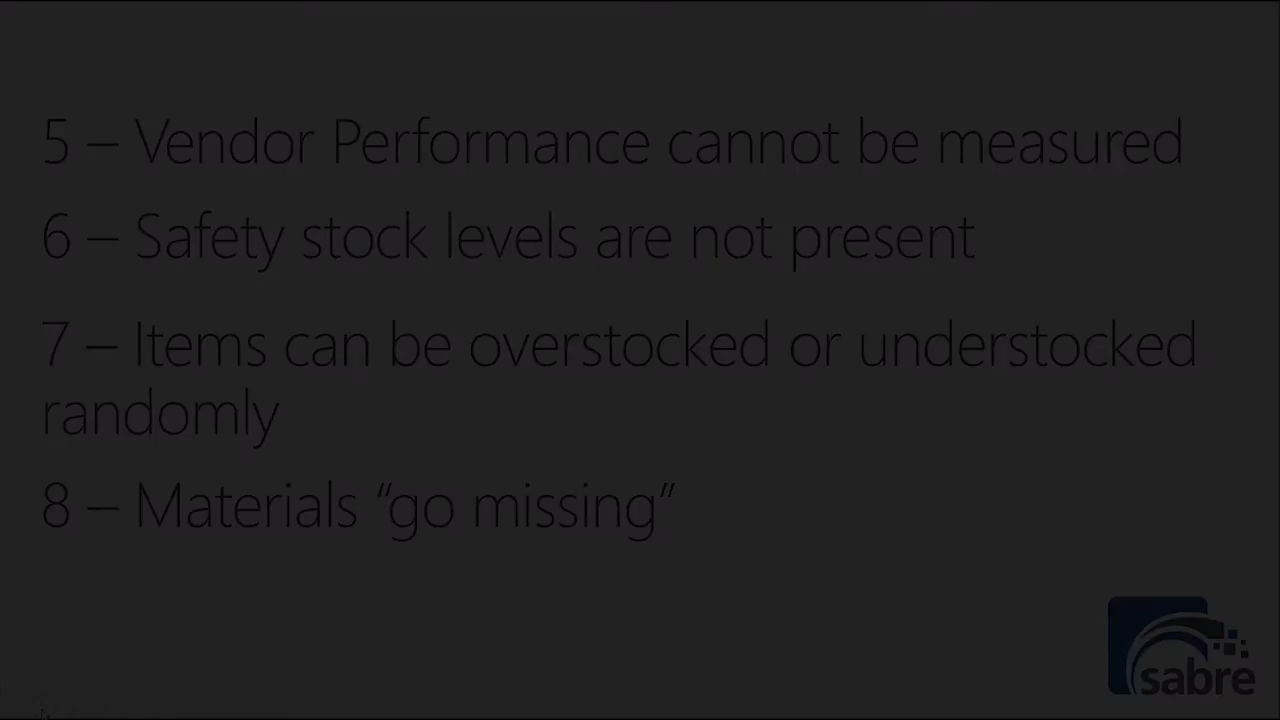 5 – Vendor Performance cannot be measured
6 – Safety stock levels are not present
7 – Items can be overstocked or understocked
randomly
8 – Materials “go missing”
sabre